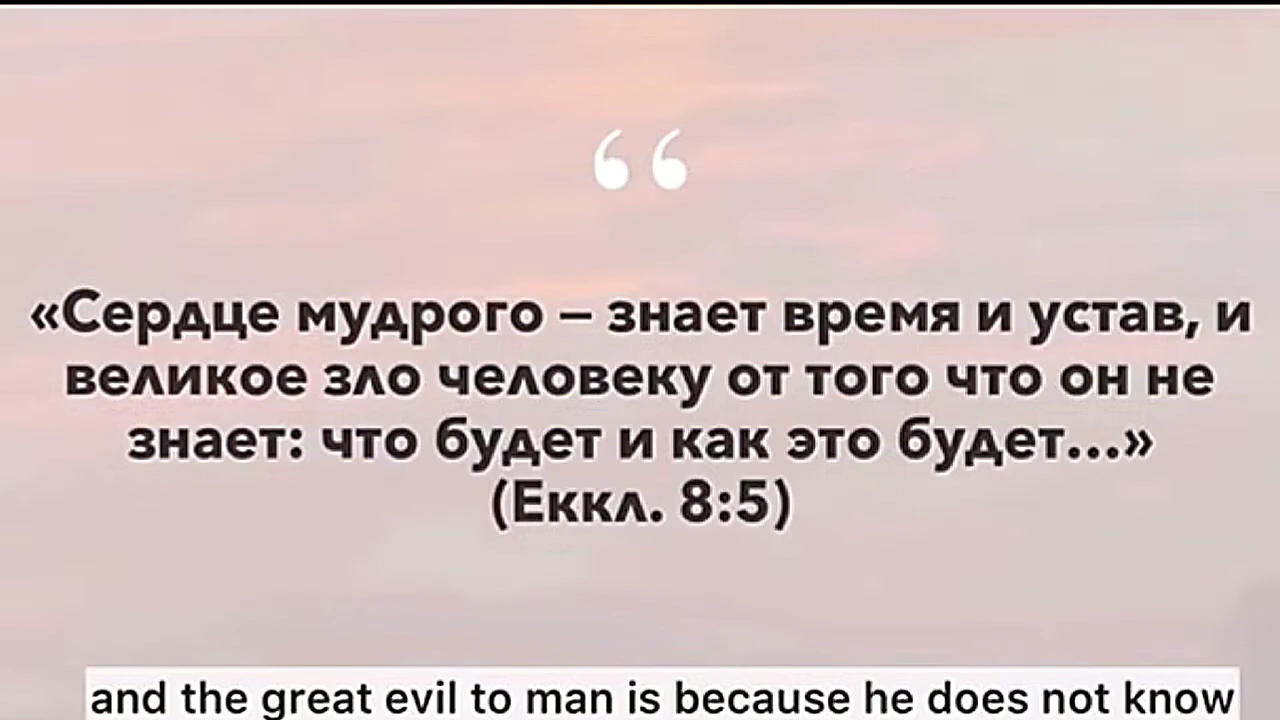 “
«Сердце мудрого – знает время и устав, и
великое зло человеку от того что он не
знает: что будет и как это будет...»
(Еккл. 8:5)
and the great evil to man is because he does not know